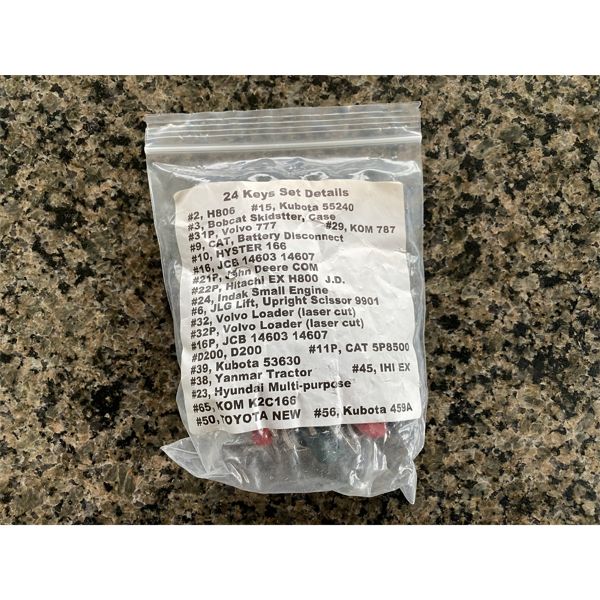 24 Keys Set Details
#2, H806 #15, Kubota 55240
#3, Bobcat Skidstter, Case
#31P, Volvo 777 #29, KOM 787
#9, CAT, Battery Disconnect
#10, HYSTER 166
#16, JCB 14603 14607
#21P, John Deere COM
#22P, Hitachi EX H800 J.D.
#24, Indak Small Engine
#6, JLG Lift, Upright Scissor 9901
#32, Volvo Loader (laser cut)
#32P, Volvo Loader (laser cut)
#16P, JCB 14603 14607
#D200, D200 #11P, CAT 5P8500
#39, Kubota 53630
#38, Yanmar Tractor #45, IHI EX
#23, Hyundai Multi-purpose
#65, KOM K2C166
#50, TOYOTA NEW #56, Kubota 459A